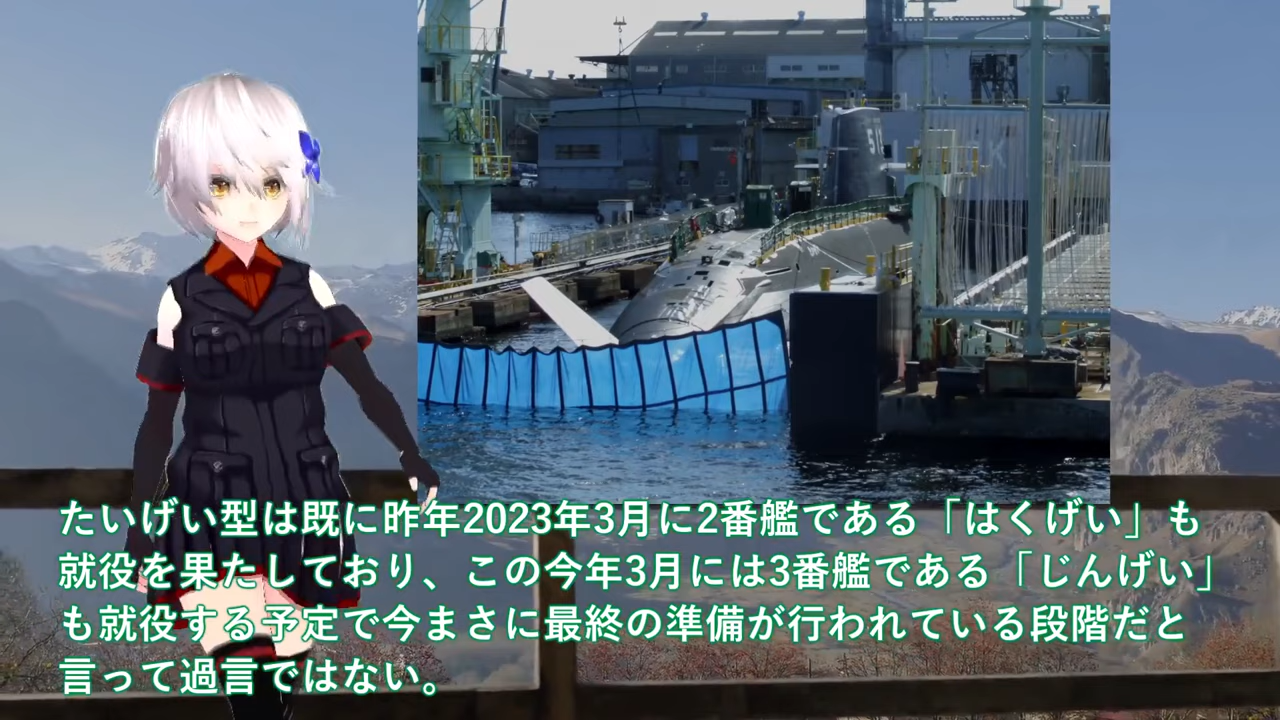 たいげい型は既に昨年2023年3月に2番艦である「はくげい」も
就役を果たしており、この今年3月には3番艦である「じんげい」
も就役する予定で今まさに最終の準備が行われている段階だと
言って過言ではない。